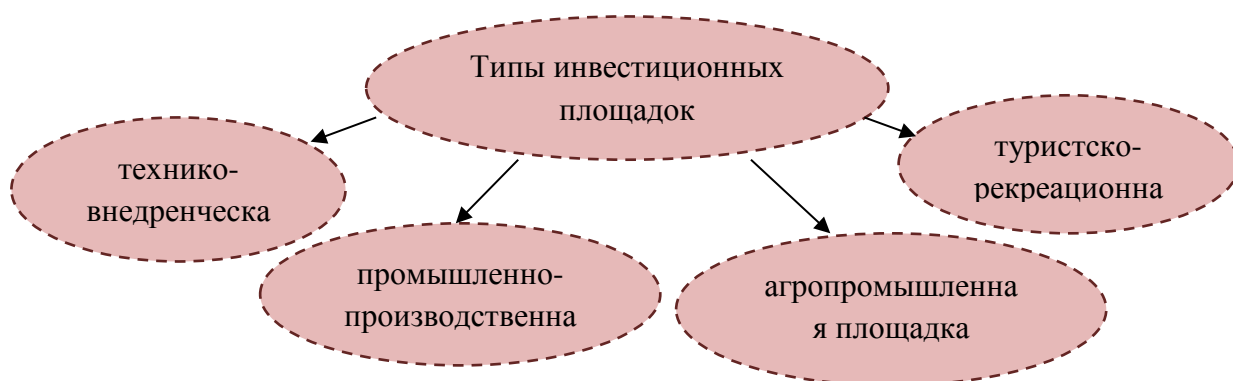 Типы инвестиционных
площадок
технико-
внедренческа
промышленно-
производственна
агропромышленна
я площадка
туристско-
рекреационна